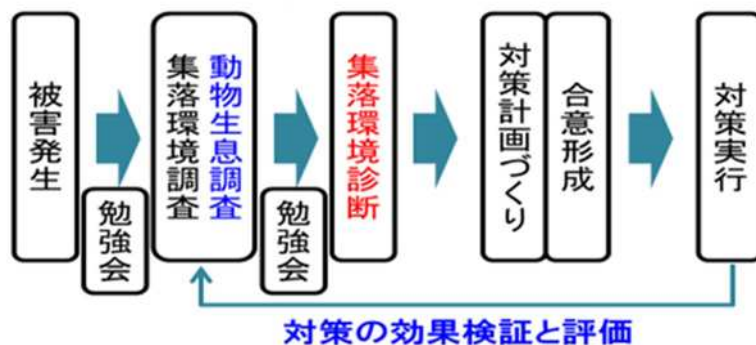 被害発生
勉強会
動物生息調査
集落環境調査
勉強会
集落環境診断
対策計画づくり
合意形成
対策実行
対策の効果検証と評価